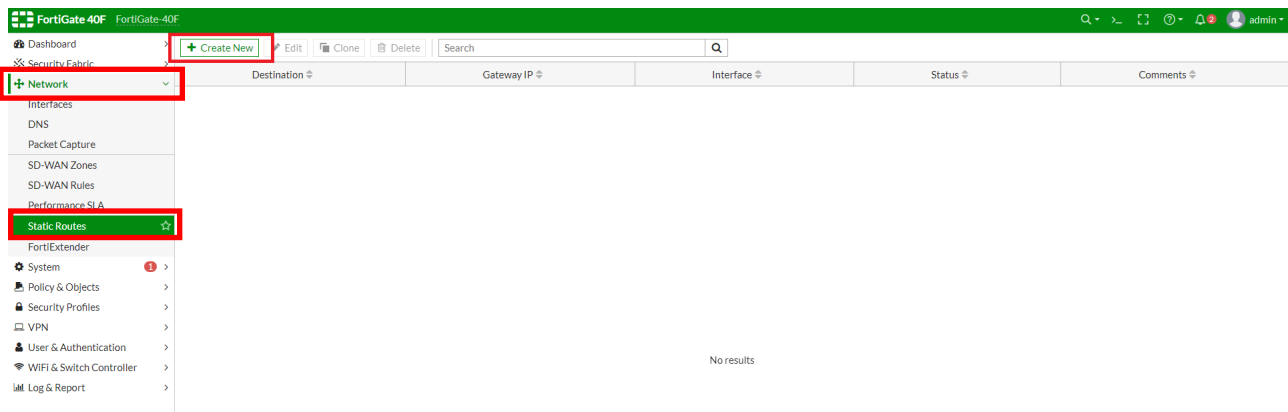 FortiGate 40F FortiGate-40F
>_ 2 admin
Dashboard
+ Create New Edit Clone Delete Search
Security Fabric
Destination Gateway IP Interface Status Comments
Network
Interfaces
DNS
Packet Capture
SD-WAN Zones
SD-WAN Rules
Performance SLA
Static Routes
FortiExtender
System 1
Policy & Objects
Security Profiles
VPN
User & Authentication
No results
WiFi & Switch Controller
Log & Report